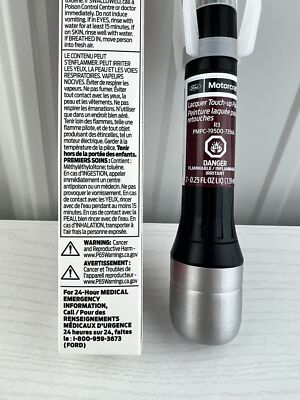 toluene. If SWALLOWED, call a
Poison Control Centre or doctor
immediately. Do not induce
vomiting. If in EYES, rinse with
water for at least 15 minutes. If
on SKIN, rinse well with water.
If BREATHED IN, move person
into fresh air.
LE CONTENU PEUT
S'ENFLAMMER. PEUT IRRITER
LES YEUX, LA PEAU ET LES VOIES
RESPIRATOIRES. VAPEURS
NOCIVES. Éviter de respirer les
vapeurs. Ne pas fumer. Éviter
tout contact avec les yeux, la
peau et les vêtements. Ne pas
respirer les émanations. N'utiliser
que dans un endroit bien aéré.
Tenir loin des flammes, telle une
flamme pilote, et de tout objet
produisant des étincelles, tel un
moteur électrique. Garder à la
température de la pièce. Tenir
hors de la portée des enfants.
PREMIERS SOINS : Contient :
Méthyléthylcétone; toluène.
En cas d'INGESTION, appeler
immédiatement un centre
antipoison ou un médecin. Ne pas
provoquer le vomissement. En cas
de contact avec les YEUX, rincer
avec de l'eau pendant au moins
15 minutes. En cas de contact avec la
PEAU, bien rincer avec de l'eau. En cas
d'INHALATION, transporter à l'air
frais la personne exposée.
WARNING: Cancer
and Reproductive Harm -
www.P65Warnings.ca.gov
AVERTISSEMENT :
Cancer et Troubles de
l'appareil reproducteur -
www.P65Warnings.ca.gov
For 24-Hour MEDICAL
EMERGENCY
INFORMATION,
Call / Pour des
RENSEIGNEMENTS
MÉDICAUX D'URGENCE
24 heures sur 24, faites
le : 1-800-959-3673
(FORD)
Ford Motorcraft
Lacquer Touch-up
Peinture laquée pour
retouches
R3
PMPC-19500-7399A
DANGER
FLAMMABLE / INFLAMMABLE
IRRITANT
2 - 0.25 FL OZ LIQ